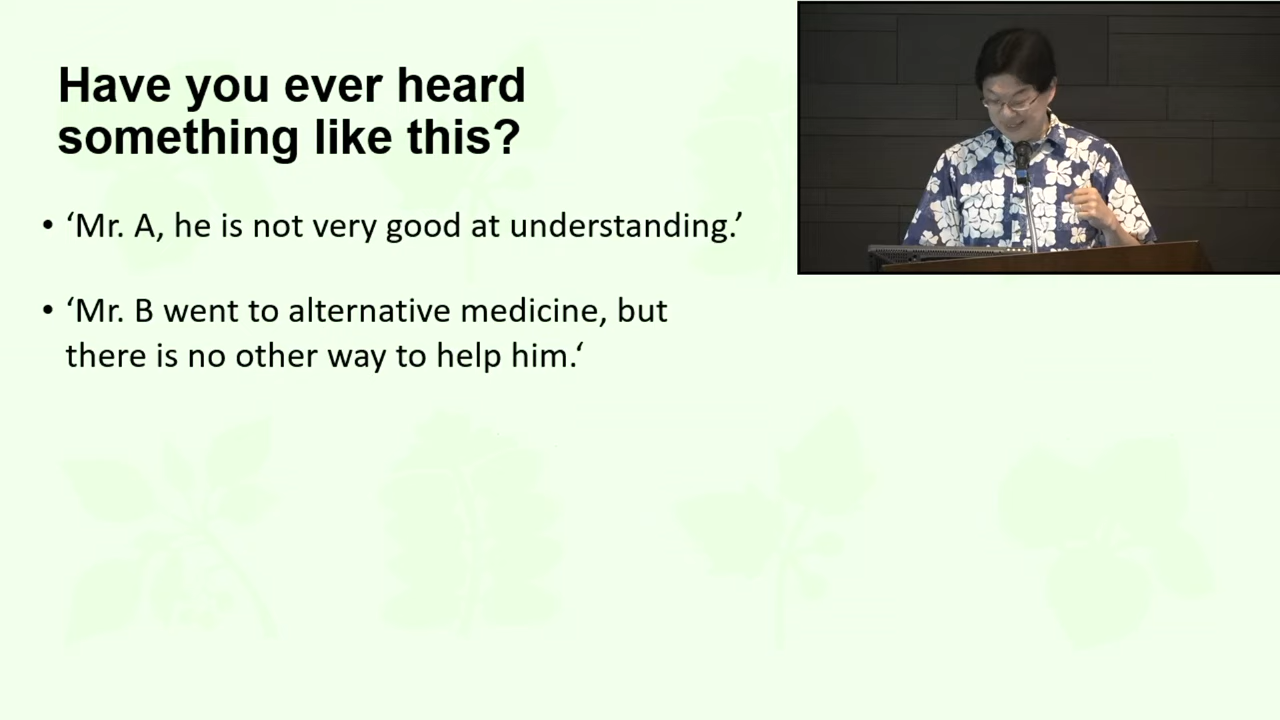 Have you ever heard
something like this?
• ‘Mr. A, he is not very good at understanding.’
• ‘Mr. B went to alternative medicine, but
there is no other way to help him.‘